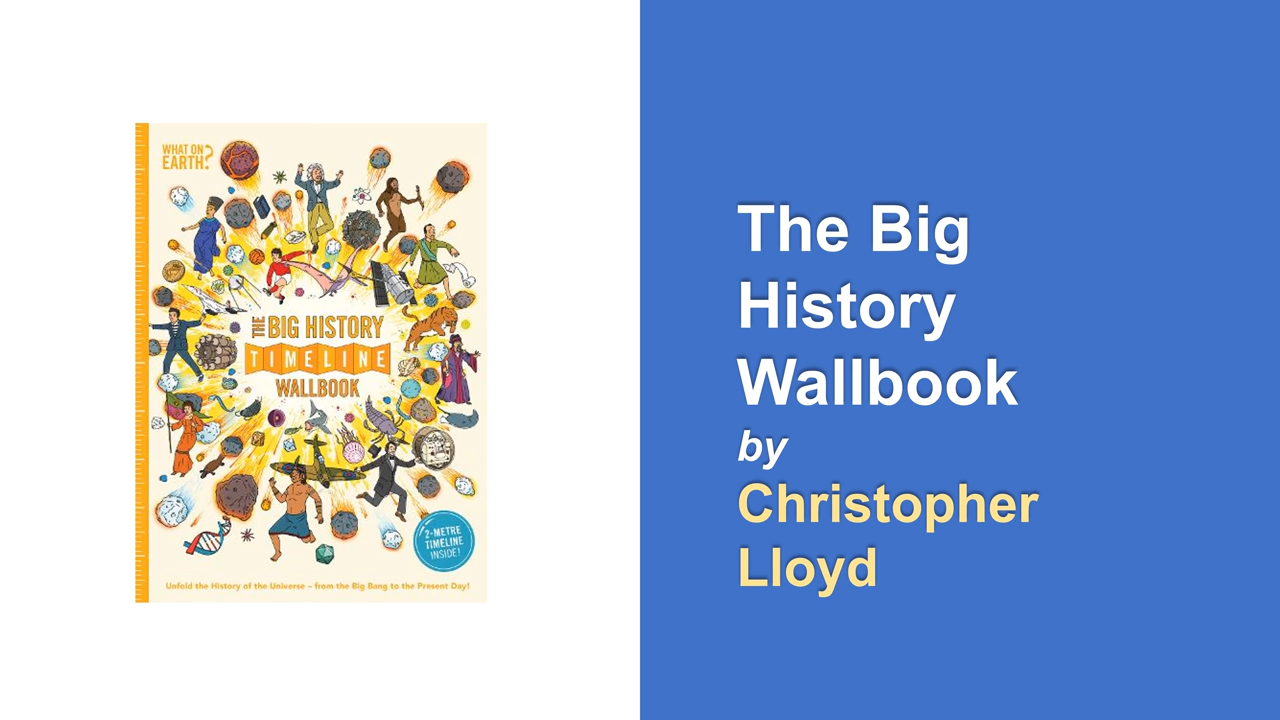 WHAT ON
EARTH?
THE BIG HISTORY
TIMELINE
WALLBOOK
2-METRE
TIMELINE
INSIDE!
Unfold the History of the Universe – from the Big Bang to the Present Day!
The Big
History
Wallbook
by
Christopher
Lloyd